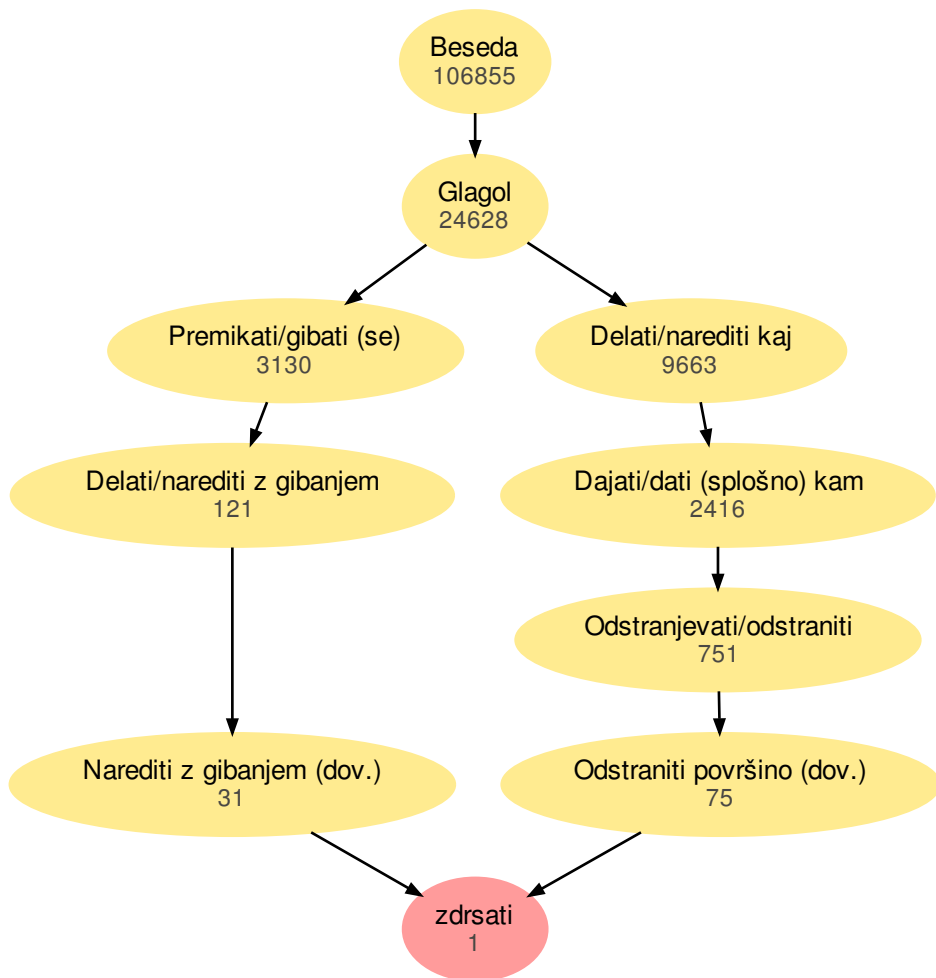 Beseda
106855
Glagol
24628
Premikati/gibati (se)
3130
Delati/narediti kaj
9663
Delati/narediti z gibanjem
121
Dajati/dati (splošno) kam
2416
Odstranjevati/odstraniti
751
Narediti z gibanjem (dov.)
31
Odstraniti površino (dov.)
75
zdrsati
1